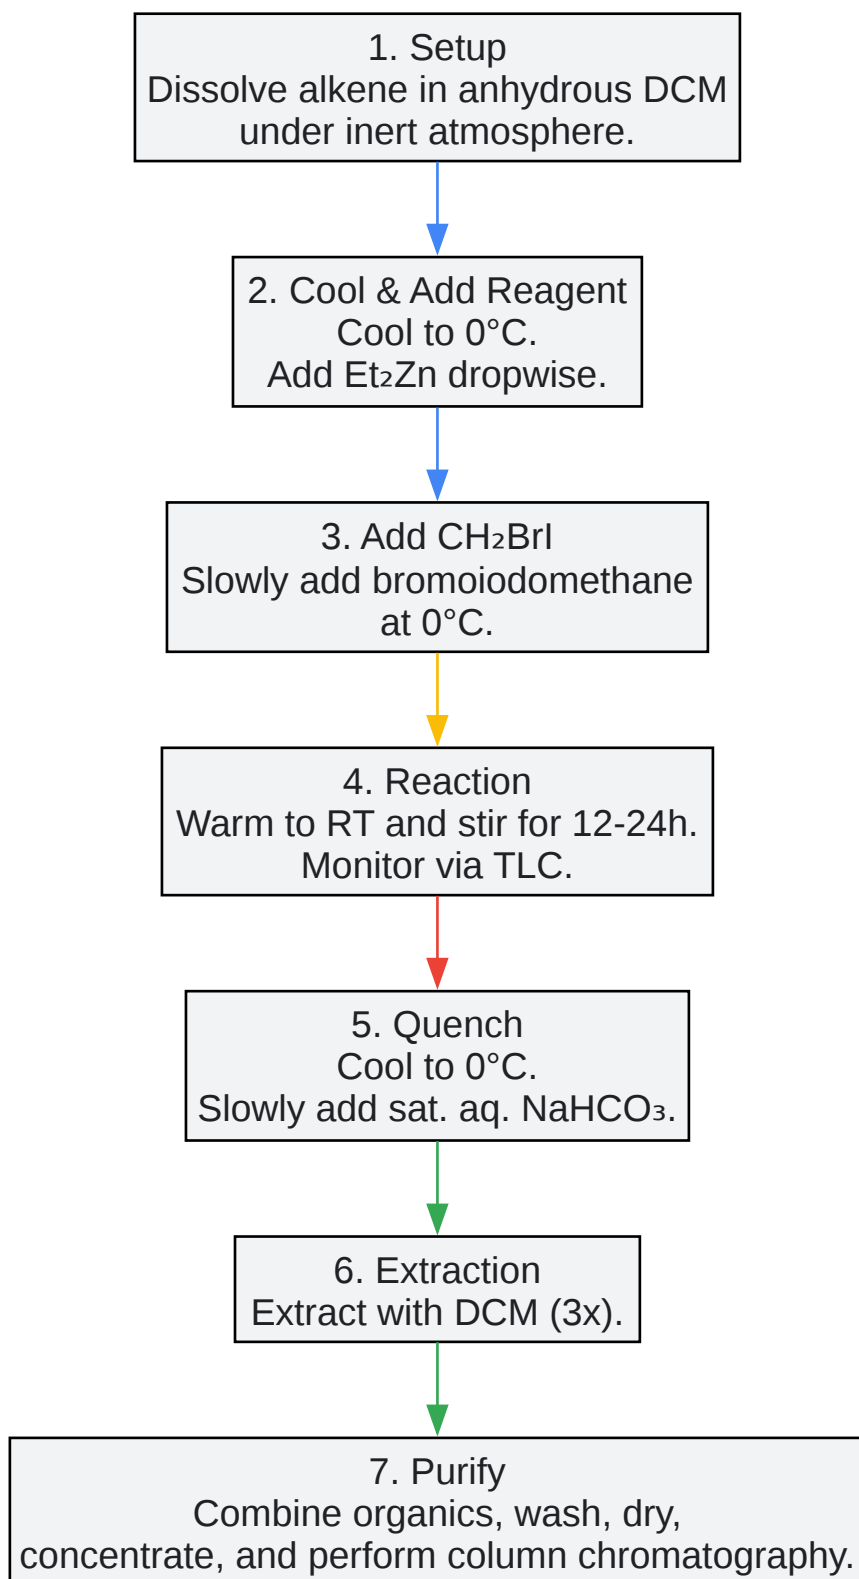 1. Setup
Dissolve alkene in anhydrous DCM
under inert atmosphere.
2. Cool & Add Reagent
Cool to 0°C.
Add Et₂Zn dropwise.
3. Add CH₂BrI
Slowly add bromoiodomethane
at 0°C.
4. Reaction
Warm to RT and stir for 12-24h.
Monitor via TLC.
5. Quench
Cool to 0°C.
Slowly add sat. aq. NaHCO₃.
6. Extraction
Extract with DCM (3x).
7. Purify
Combine organics, wash, dry,
concentrate, and perform column chromatography.